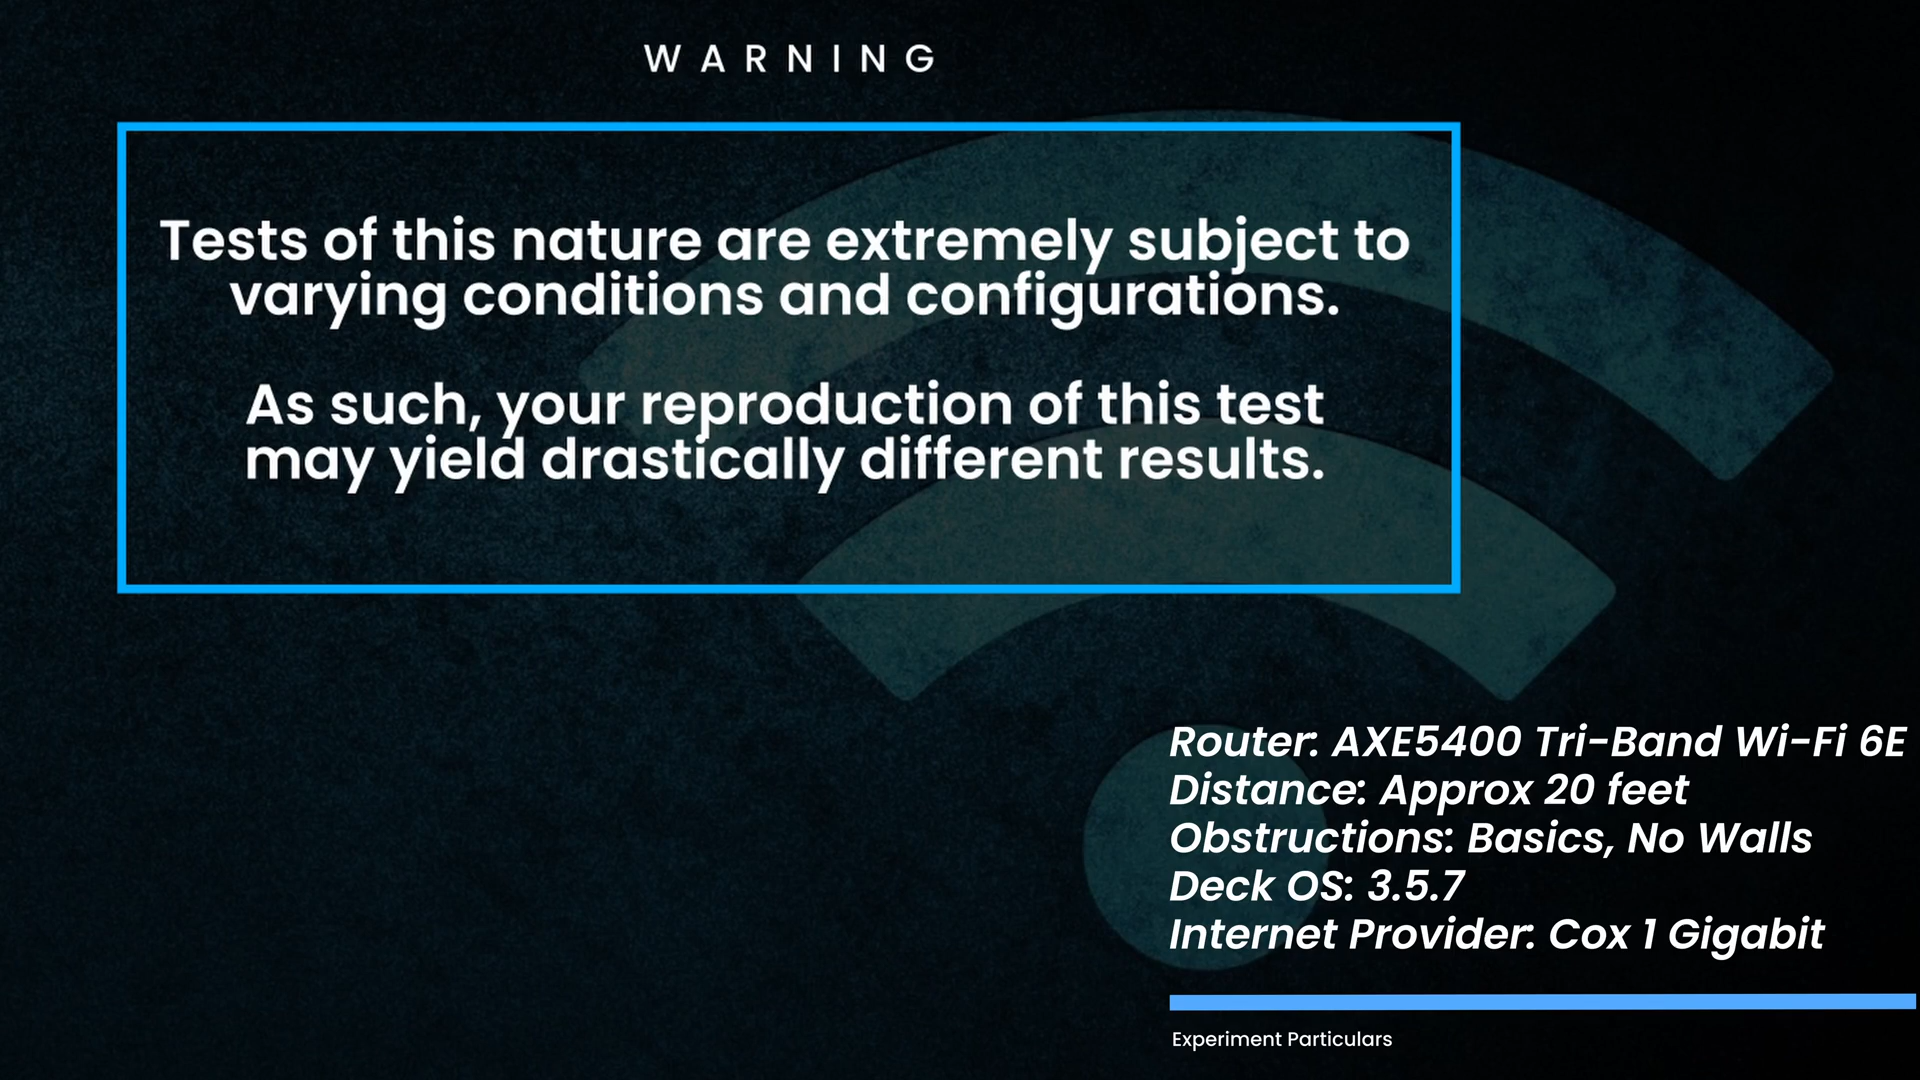 WARNING
Tests of this nature are extremely subject to
varying conditions and configurations.
As such, your reproduction of this test
may yield drastically different results.
Router: AXE5400 Tri-Band Wi-Fi 6E
Distance: Approx 20 feet
Obstructions: Basics, No Walls
Deck OS: 3.5.7
Internet Provider: Cox 1 Gigabit
Experiment Particulars